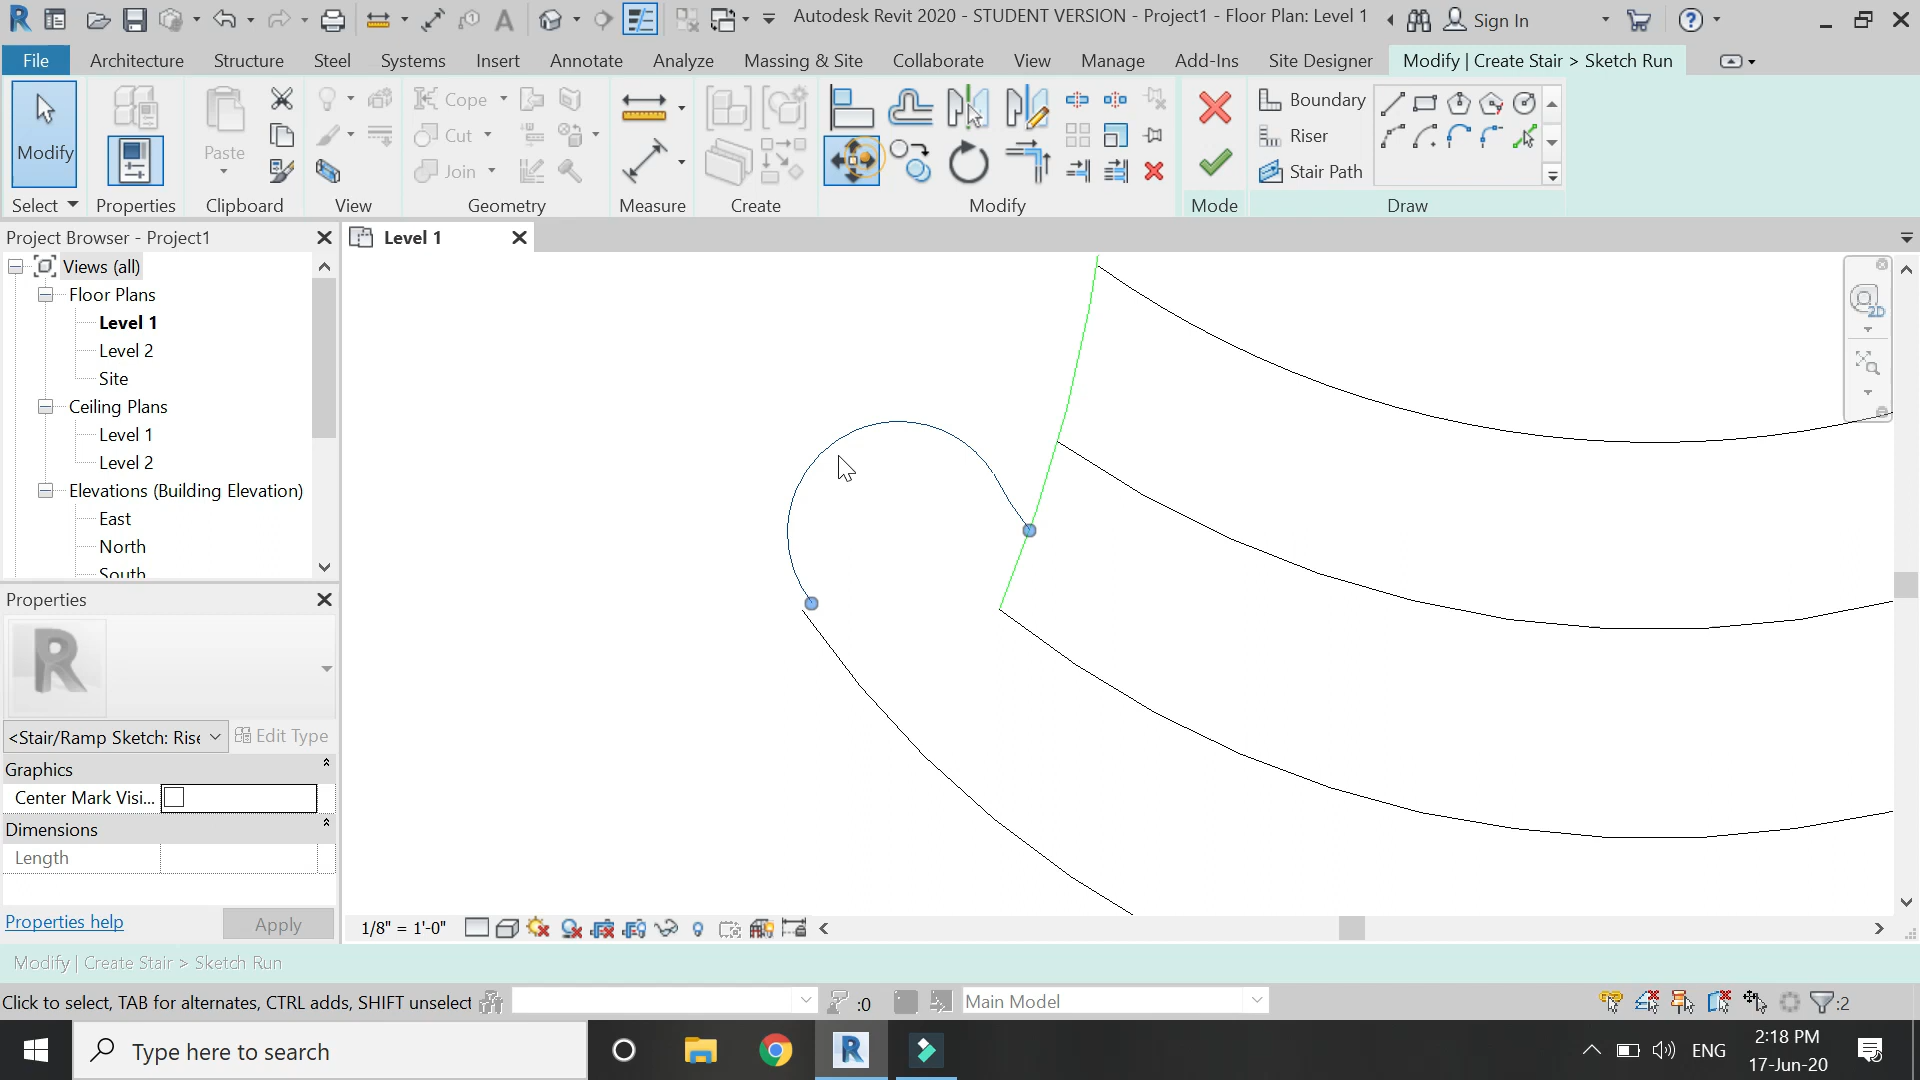 Autodesk Revit 2020 - STUDENT VERSION - Project1 - Floor Plan: Level 1
Sign In
File
Architecture
Structure
Steel
Systems
Insert
Annotate
Analyze
Massing & Site
Collaborate
View
Manage
Add-Ins
Site Designer
Modify | Create Stair > Sketch Run
Modify
Paste
Cope
Cut
Join
Boundary
Riser
Stair Path
Select
Properties
Clipboard
View
Geometry
Measure
Create
Modify
Mode
Draw
Project Browser - Project1
Level 1
Views (all)
Floor Plans
Level 1
Level 2
Site
Ceiling Plans
Level 1
Level 2
Elevations (Building Elevation)
East
North
South
2D
Properties
R
<Stair/Ramp Sketch: Rise
Edit Type
Graphics
Center Mark Visi...
Dimensions
Length
Properties help
Apply
1/8" = 1'-0"
Modify | Create Stair > Sketch Run
Click to select, TAB for alternates, CTRL adds, SHIFT unselect
:0
Main Model
:2
Type here to search
ENG
2:18 PM
17-Jun-20